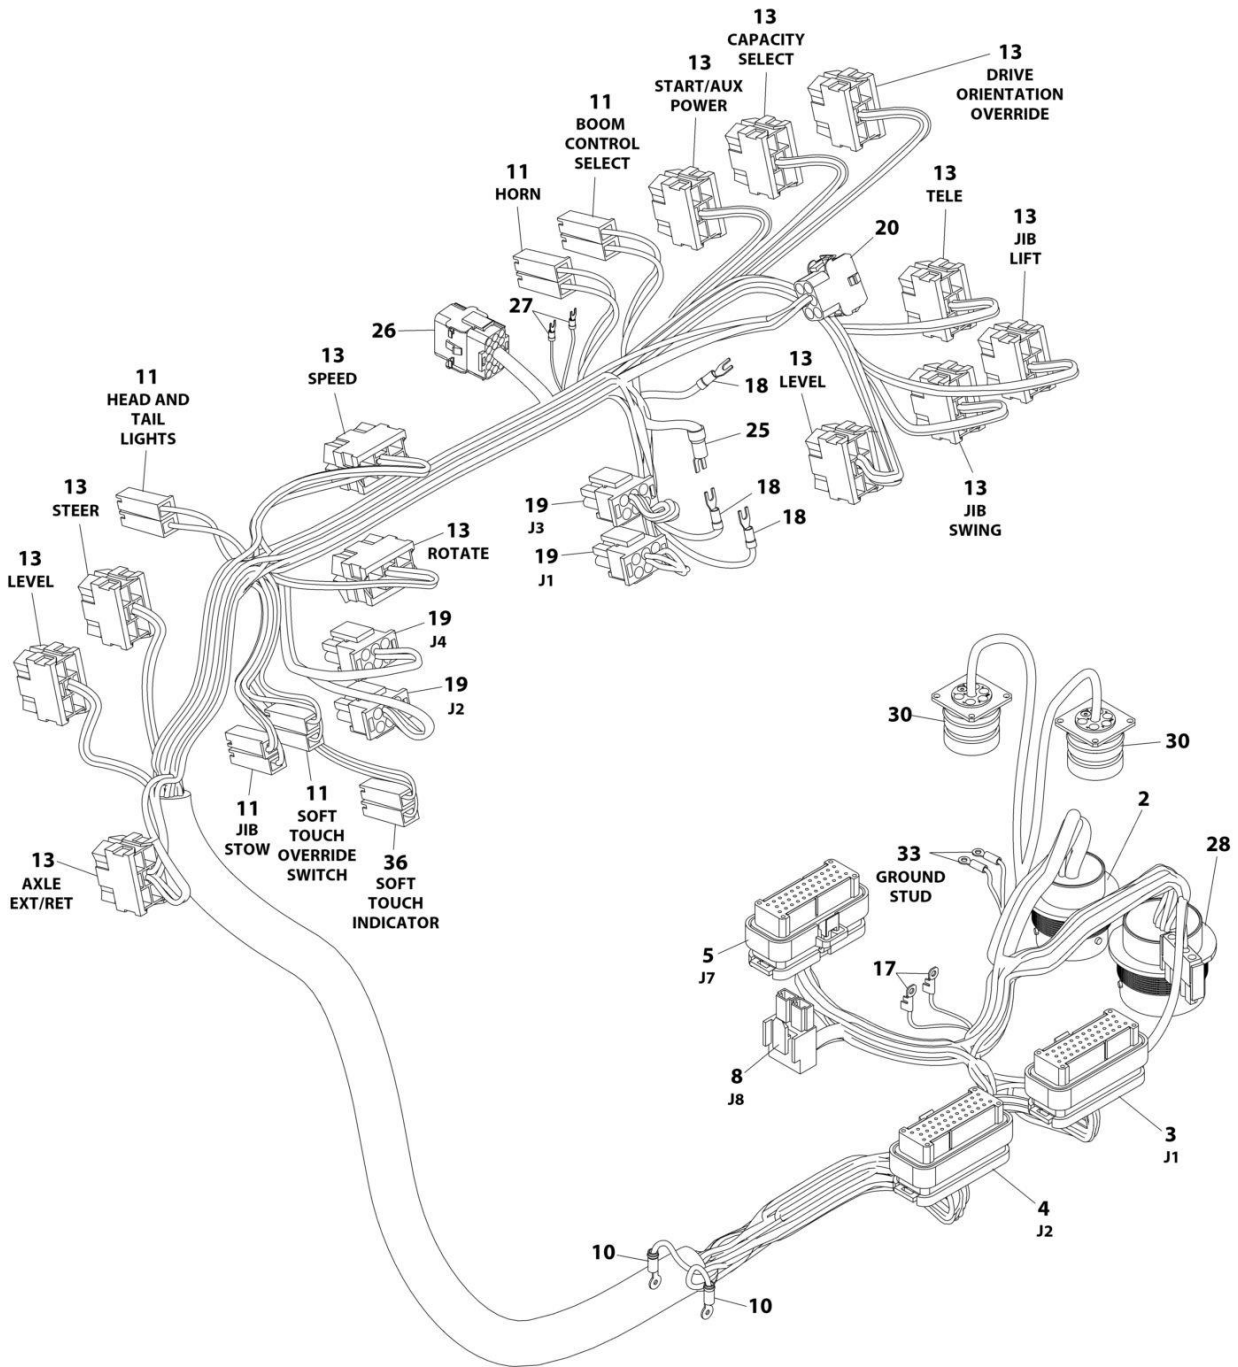 13
CAPACITY
SELECT
13
DRIVE
ORIENTATION
OVERRIDE
13
START/AUX
POWER
11
BOOM
CONTROL
SELECT
11
HORN
13
TELE
13
JIB
LIFT
20
27
26
13
SPEED
11
HEAD AND
TAIL
LIGHTS
18
13
LEVEL
25
13
STEER
19
J3
18
18
13
JIB
SWING
13
ROTATE
19
J1
13
LEVEL
19
J4
19
J2
30
30
11
JIB
STOW
11
SOFT
TOUCH
OVERRIDE
SWITCH
36
SOFT
TOUCH
INDICATOR
2
28
33
GROUND
STUD
13
AXLE
EXT/RET
5
J7
17
8
J8
3
J1
4
J2
10
10